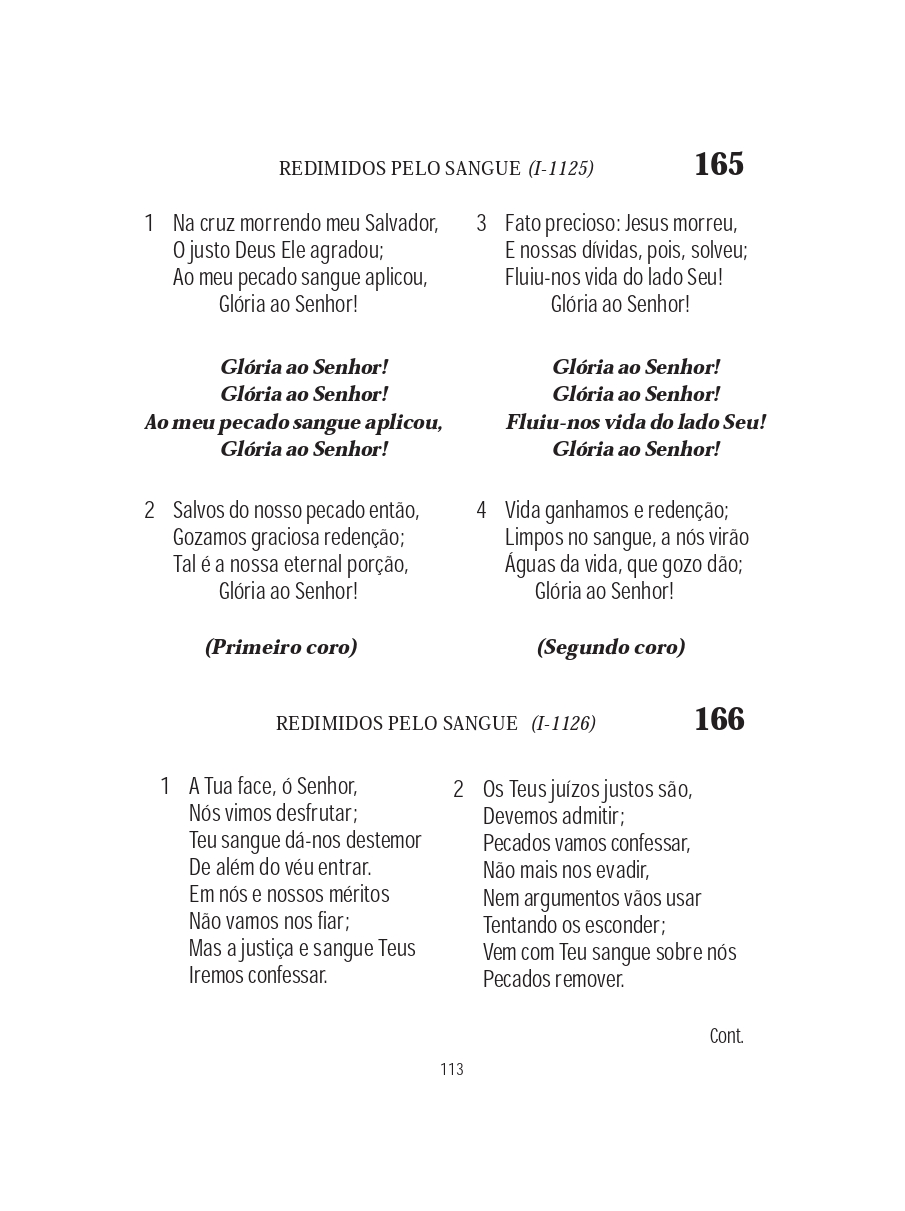 REDIMIDOS PELO SANGUE (I-1125) 165
1 Na cruz morrendo meu Salvador,
O justo Deus Ele agradou;
Ao meu pecado sangue aplicou,
Glória ao Senhor!
Glória ao Senhor!
Glória ao Senhor!
Ao meu pecado sangue aplicou,
Glória ao Senhor!
2 Salvos do nosso pecado então,
Gozamos graciosa redenção;
Tal é a nossa eternal porção,
Glória ao Senhor!
(Primeiro coro)
3 Fato precioso: Jesus morreu,
E nossas dívidas, pois, solveu;
Fluiu-nos vida do lado Seu!
Glória ao Senhor!
Glória ao Senhor!
Glória ao Senhor!
Fluiu-nos vida do lado Seu!
Glória ao Senhor!
4 Vida ganhamos e redenção;
Limpos no sangue, a nós virão
Águas da vida, que gozo dão;
Glória ao Senhor!
(Segundo coro)
REDIMIDOS PELO SANGUE (I-1126) 166
1 A Tua face, ó Senhor,
Nós vimos desfrutar;
Teu sangue dá-nos destemor
De além do véu entrar.
Em nós e nossos méritos
Não vamos nos fiar;
Mas a justiça e sangue Teus
Iremos confessar.
2 Os Teus juízos justos são,
Devemos admitir;
Pecados vamos confessar,
Não mais nos evadir,
Nem argumentos vãos usar
Tentando os esconder;
Vem com Teu sangue sobre nós
Pecados remover.
Cont.
113